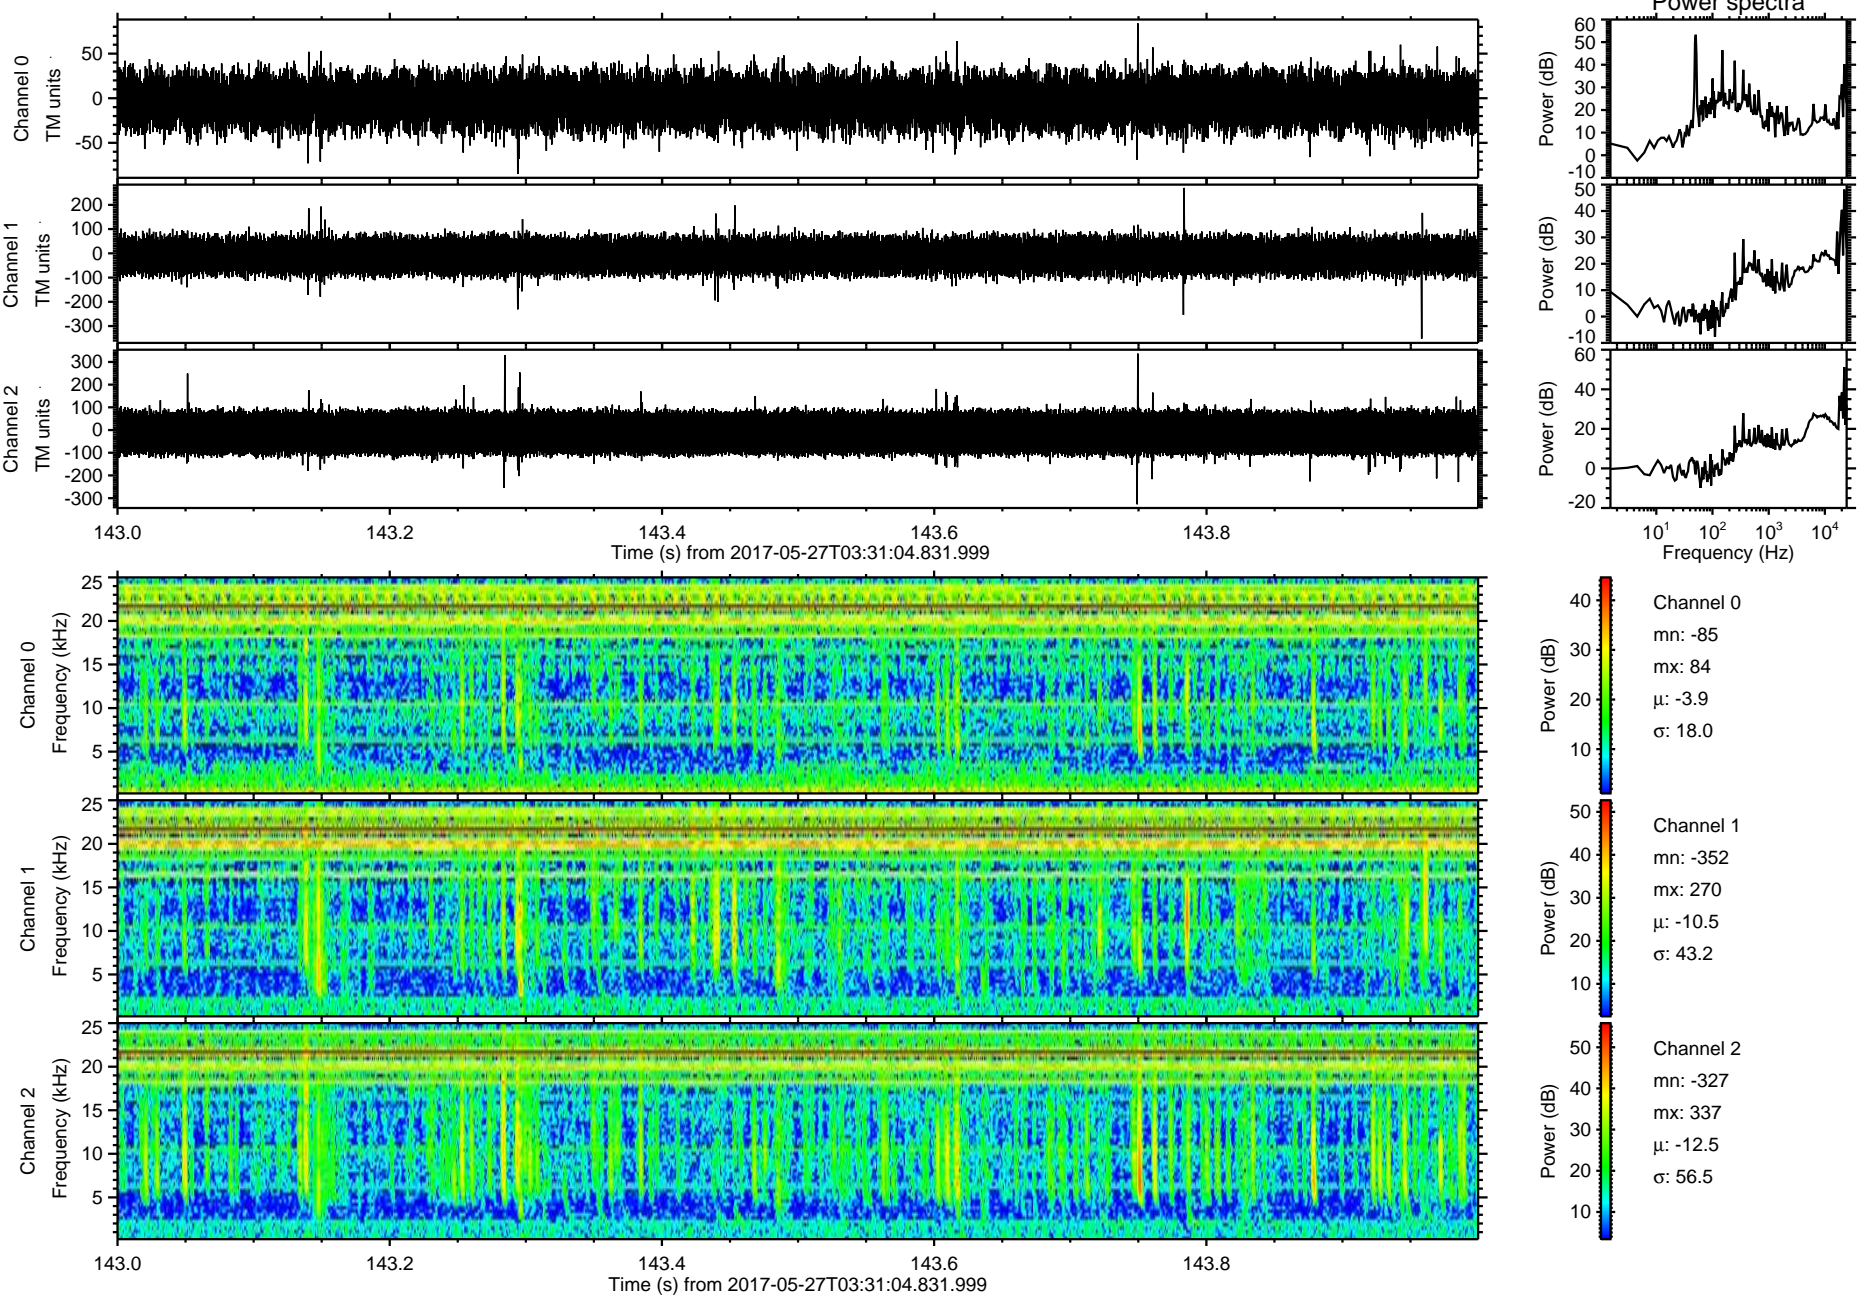 Power spectra
Channel 0
TM units
50
0
-50
Power (dB)
60
50
40
30
20
10
0
-10
Channel 1
TM units
200
100
0
-100
-200
-300
Power (dB)
50
40
30
20
10
0
-10
Channel 2
TM units
300
200
100
0
-100
-200
-300
Power (dB)
60
40
20
0
-20
143.0 143.2 143.4 143.6 143.8
Time (s) from 2017-05-27T03:31:04.831.999
10^1 10^2 10^3 10^4
Frequency (Hz)
Channel 0
Frequency (kHz)
25
20
15
10
5
Power (dB)
40
30
20
10
Channel 0
mn: -85
mx: 84
μ: -3.9
σ: 18.0
Channel 1
Frequency (kHz)
25
20
15
10
5
Power (dB)
50
40
30
20
10
Channel 1
mn: -352
mx: 270
μ: -10.5
σ: 43.2
Channel 2
Frequency (kHz)
25
20
15
10
5
Power (dB)
50
40
30
20
10
Channel 2
mn: -327
mx: 337
μ: -12.5
σ: 56.5
143.0 143.2 143.4 143.6 143.8
Time (s) from 2017-05-27T03:31:04.831.999